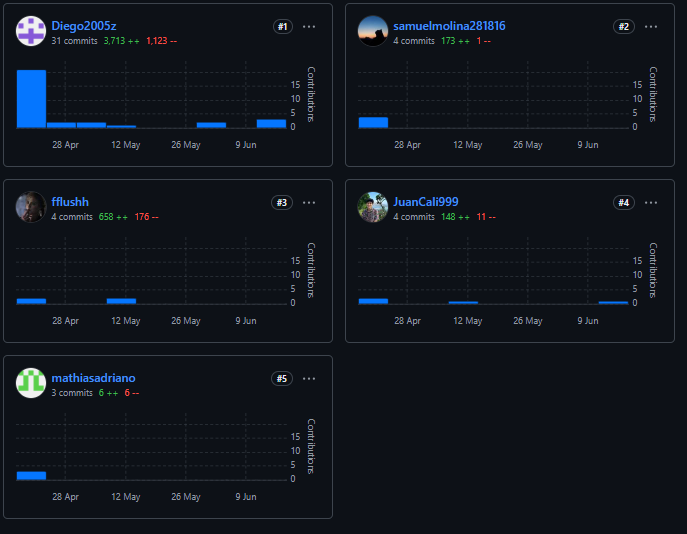 Diego2005z #1 ...
31 commits 3,713 ++ 1,123 --
Contributions
15
10
5
0
28 Apr 12 May 26 May 9 Jun
samuelmolina281816 #2 ...
4 commits 173 ++ 1 --
Contributions
15
10
5
0
28 Apr 12 May 26 May 9 Jun
fflushh #3 ...
4 commits 658 ++ 176 --
Contributions
15
10
5
0
28 Apr 12 May 26 May 9 Jun
JuanCali999 #4 ...
4 commits 148 ++ 11 --
Contributions
15
10
5
0
28 Apr 12 May 26 May 9 Jun
mathiasadriano #5 ...
3 commits 6 ++ 6 --
Contributions
15
10
5
0
28 Apr 12 May 26 May 9 Jun